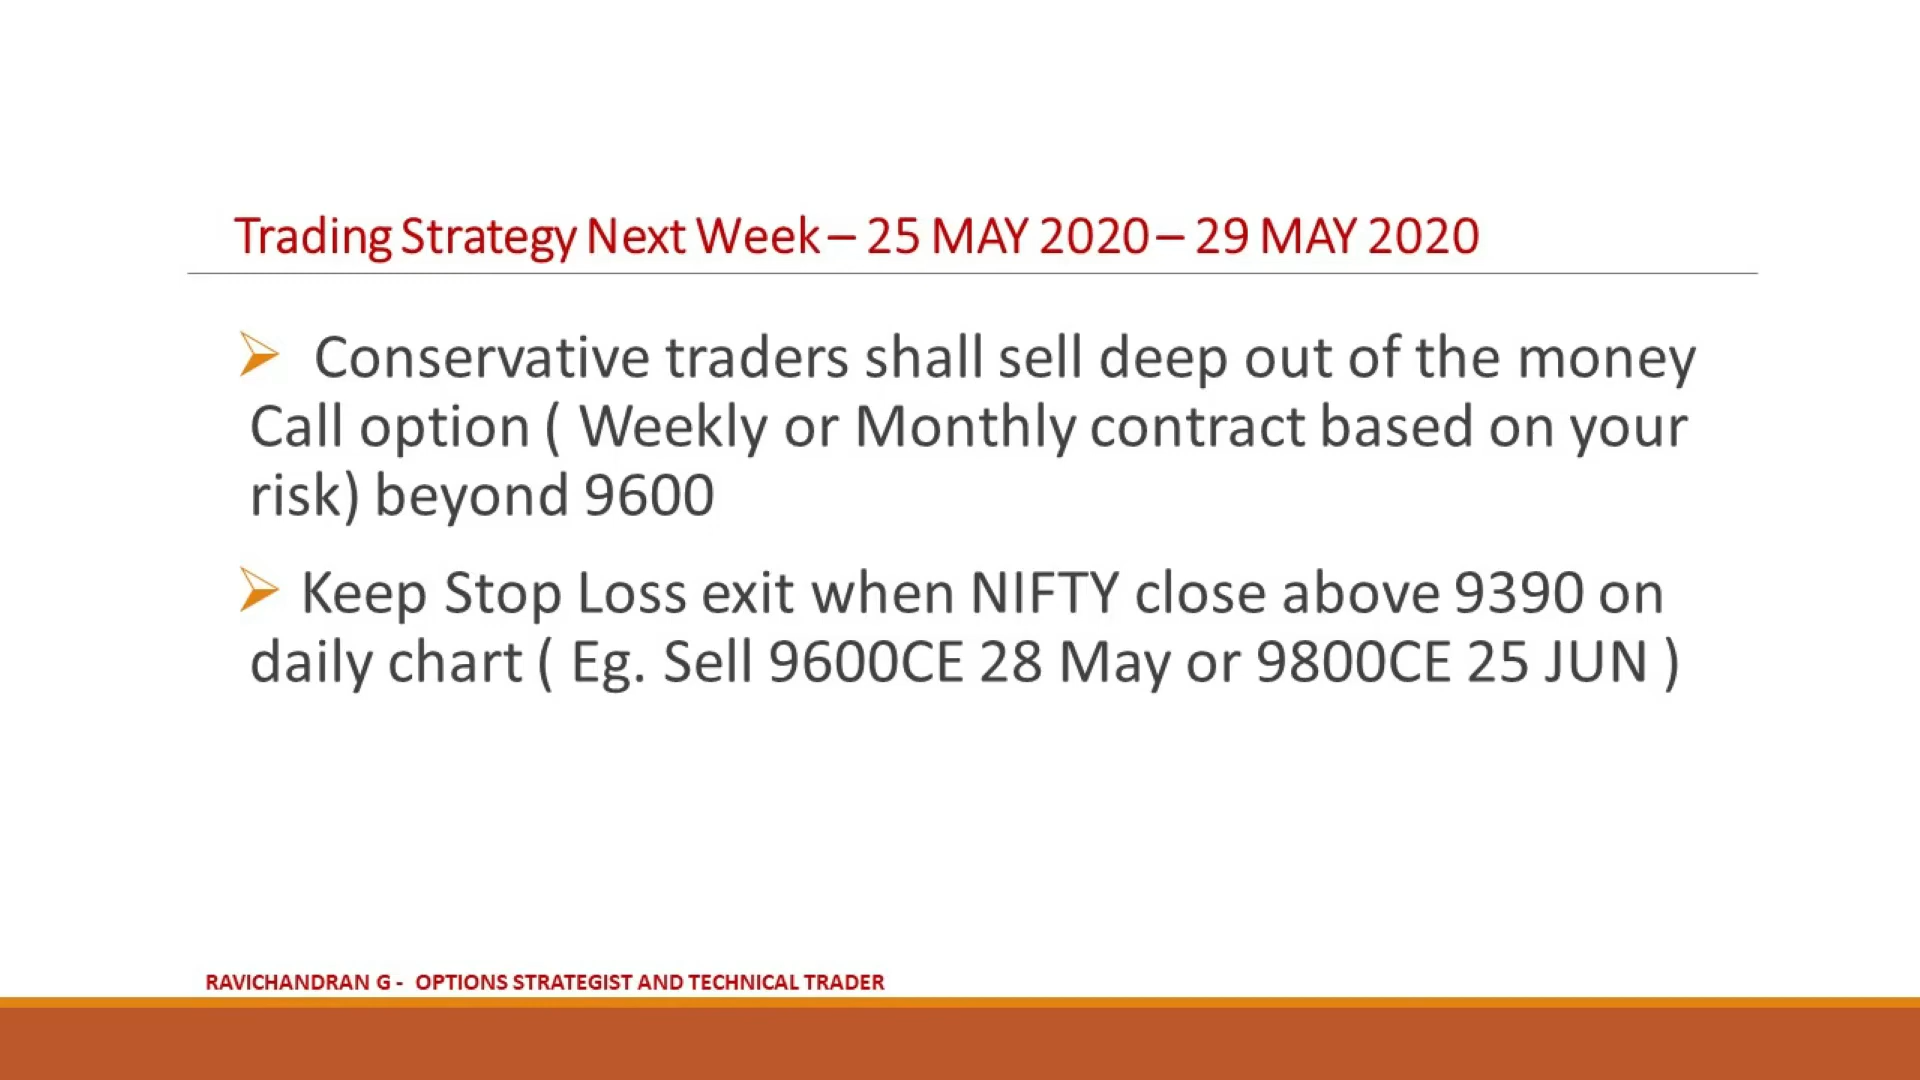 Trading Strategy Next Week – 25 MAY 2020 – 29 MAY 2020
➢ Conservative traders shall sell deep out of the money
Call option ( Weekly or Monthly contract based on your
risk) beyond 9600
➢ Keep Stop Loss exit when NIFTY close above 9390 on
daily chart ( Eg. Sell 9600CE 28 May or 9800CE 25 JUN )
RAVICHANDRAN G - OPTIONS STRATEGIST AND TECHNICAL TRADER